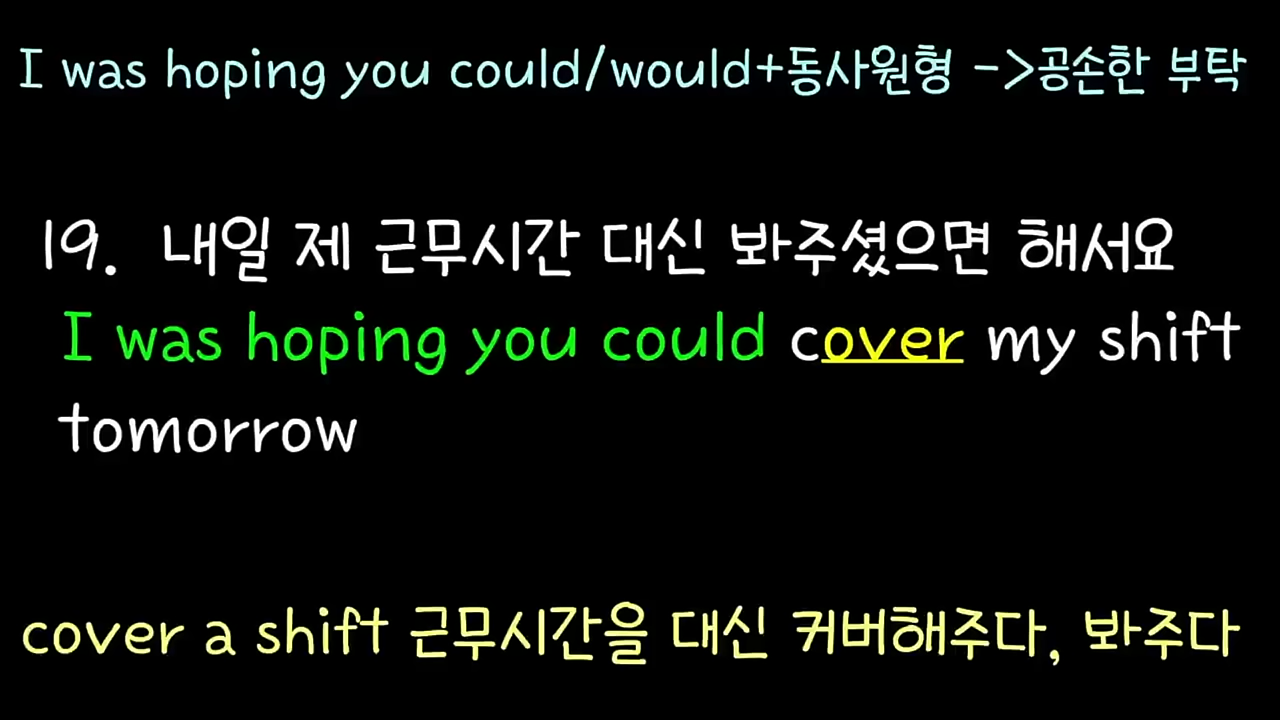 I was hoping you could/would+동사원형 ->공손한 부탁
19. 내일 제 근무시간 대신 봐주셨으면 해서요
I was hoping you could cover my shift
tomorrow
cover a shift 근무시간을 대신 커버해주다, 봐주다